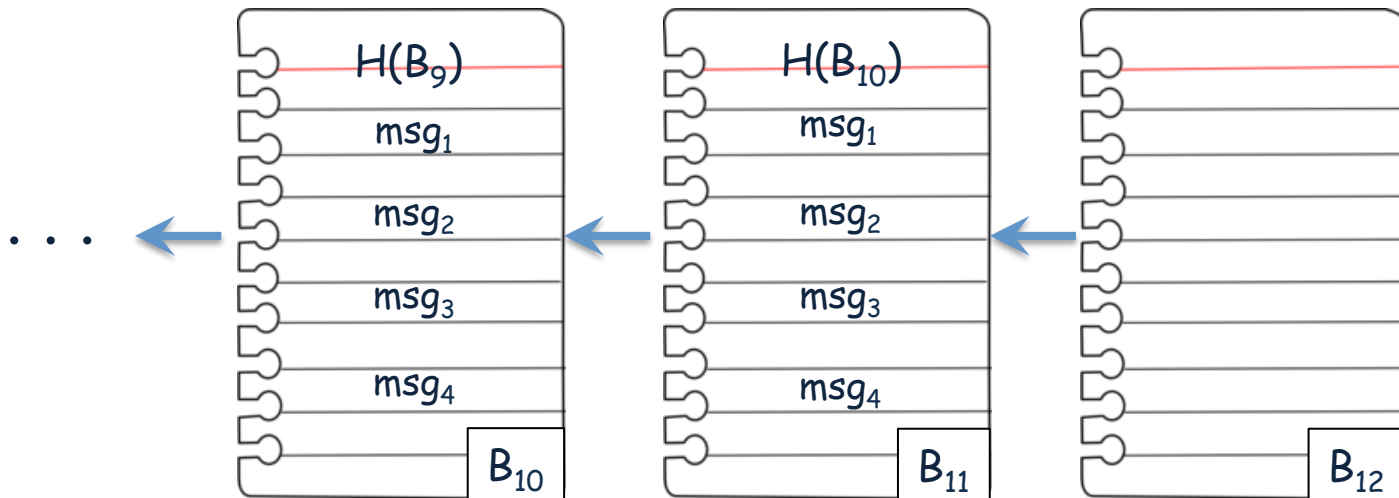 . . .
H(B₉)
msg₁
msg₂
msg₃
msg₄
B₁₀
H(B₁₀)
msg₁
msg₂
msg₃
msg₄
B₁₁
B₁₂